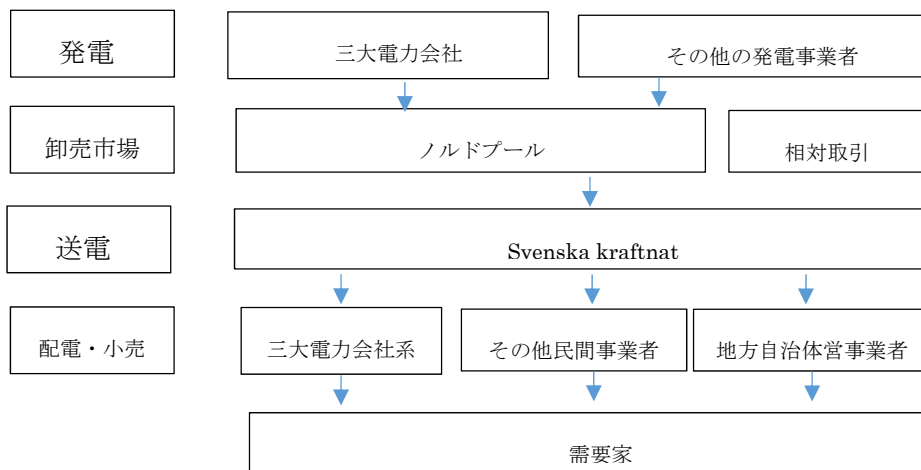 発電
三大電力会社
その他の発電事業者
卸売市場
ノルドプール
相対取引
送電
Svenska kraftnat
配電・小売
三大電力会社系
その他民間事業者
地方自治体営事業者
需要家